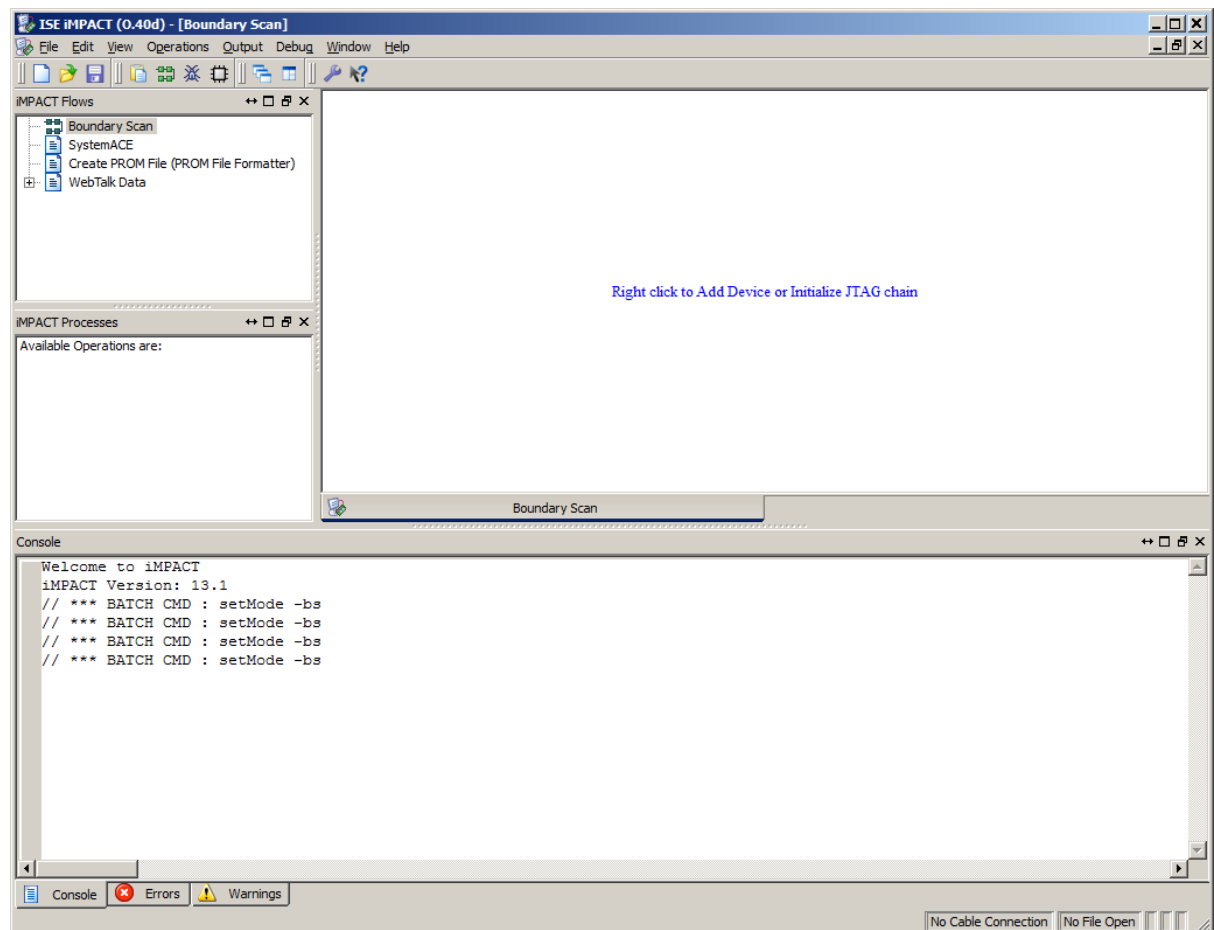 ISE iMPACT (0.40d) - [Boundary Scan]
File Edit View Operations Output Debug Window Help
iMPACT Flows
Boundary Scan
SystemACE
Create PROM File (PROM File Formatter)
WebTalk Data
Right click to Add Device or Initialize JTAG chain
iMPACT Processes
Available Operations are:
Boundary Scan
Console
Welcome to iMPACT
iMPACT Version: 13.1
// *** BATCH CMD : setMode -bs
// *** BATCH CMD : setMode -bs
// *** BATCH CMD : setMode -bs
// *** BATCH CMD : setMode -bs
Console Errors Warnings
No Cable Connection No File Open